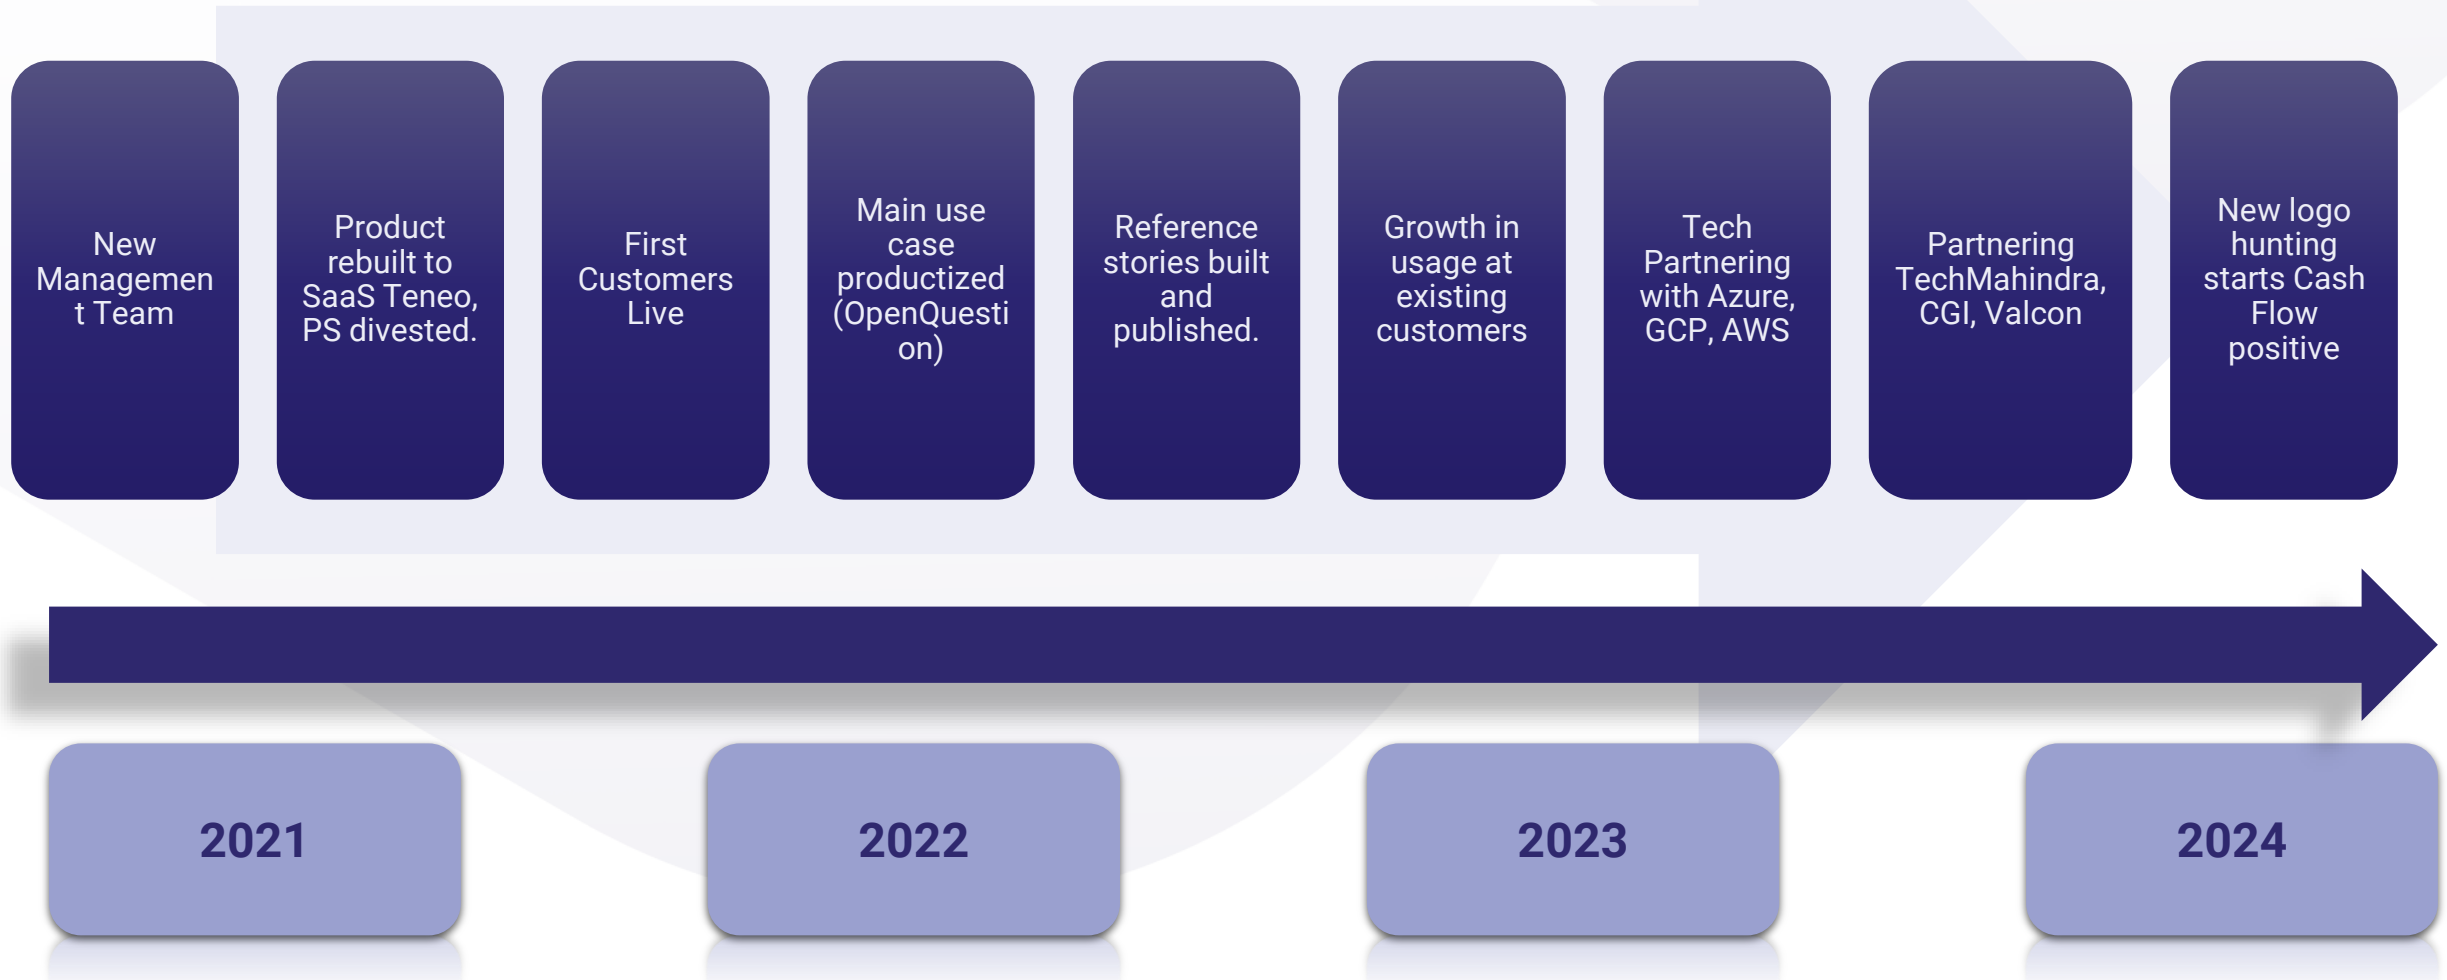 New
Managemen
t Team
Product
rebuilt to
SaaS Teneo,
PS divested.
First
Customers
Live
Main use
case
productized
(OpenQuesti
on)
Reference
stories built
and
published.
Growth in
usage at
existing
customers
Tech
Partnering
with Azure,
GCP, AWS
Partnering
TechMahindra,
CGI, Valcon
New logo
hunting
starts Cash
Flow
positive
2021
2022
2023
2024